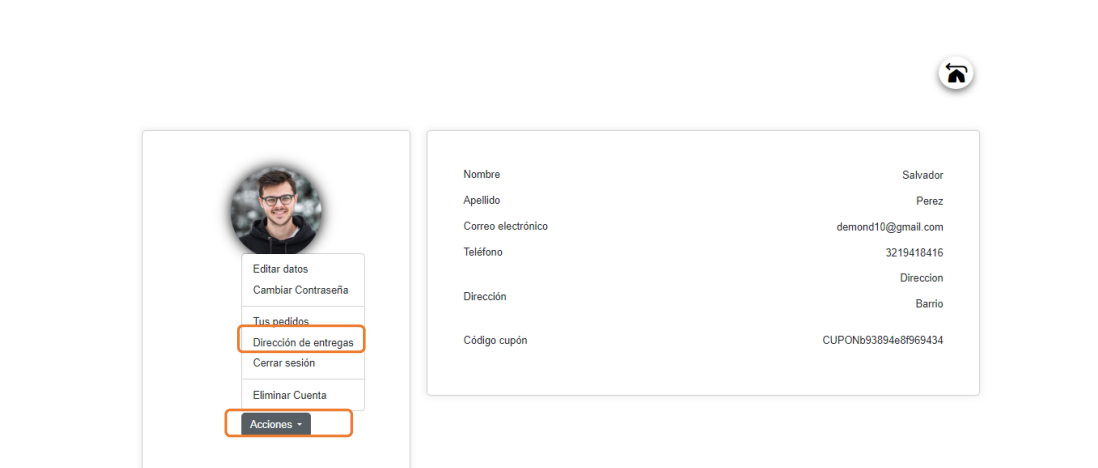 Nombre Salvador
Apellido Perez
Correo electrónico demond10@gmail.com
Teléfono 3219418416
Direccion
Dirección
Barrio
Código cupón CUPONb93894e8f969434
Editar datos
Cambiar Contraseña
Tus pedidos
Dirección de entregas
Cerrar sesión
Eliminar Cuenta
Acciones